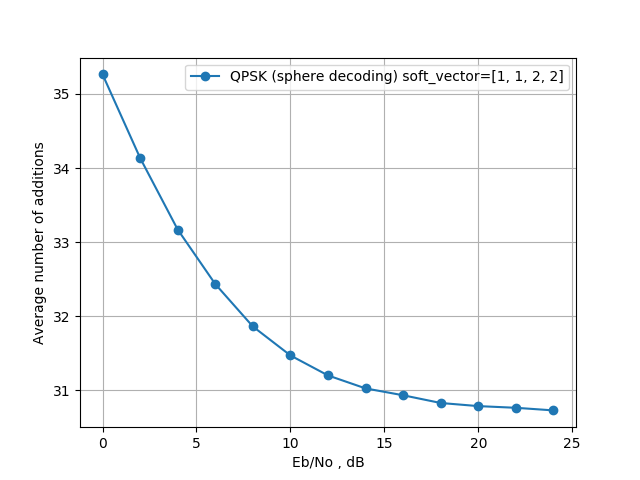 QPSK (sphere decoding) soft_vector=[1, 1, 2, 2]
35
34
33
32
31
Average number of additions
0 5 10 15 20 25
Eb/No , dB